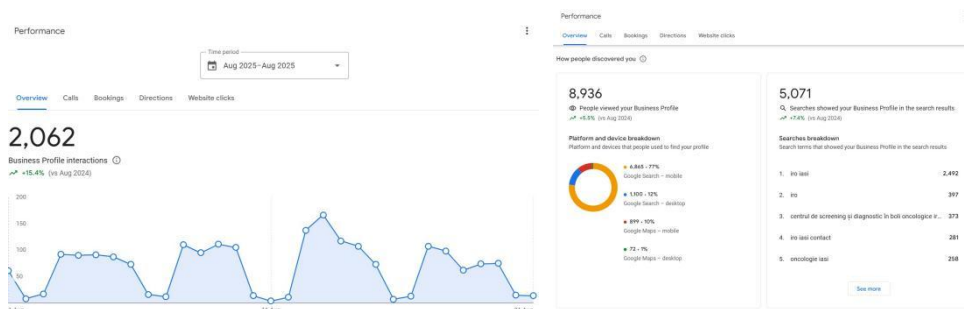 Performance
Time period
Aug 2025–Aug 2025
Overview Calls Bookings Directions Website clicks
2,062
Business Profile interactions
+15.4% (vs Aug 2024)
200
150
100
50
Performance
Overview Calls Bookings Directions Website clicks
How people discovered you
8,936
People viewed your Business Profile
+5.5% (vs Aug 2024)
Platform and device breakdown
Platform and devices that people used to find your profile
6,865 - 77%
Google Search – mobile
1,100 - 12%
Google Search – desktop
899 - 10%
Google Maps – mobile
72 - 1%
Google Maps – desktop
5,071
Searches showed your Business Profile in the search results
+7.4% (vs Aug 2024)
Searches breakdown
Search terms that showed your Business Profile in the search results
1. iro iasi 2,492
2. iro 397
3. centrul de screening și diagnostic în boli oncologice ir... 373
4. iro iasi contact 281
5. oncologie iasi 258
See more